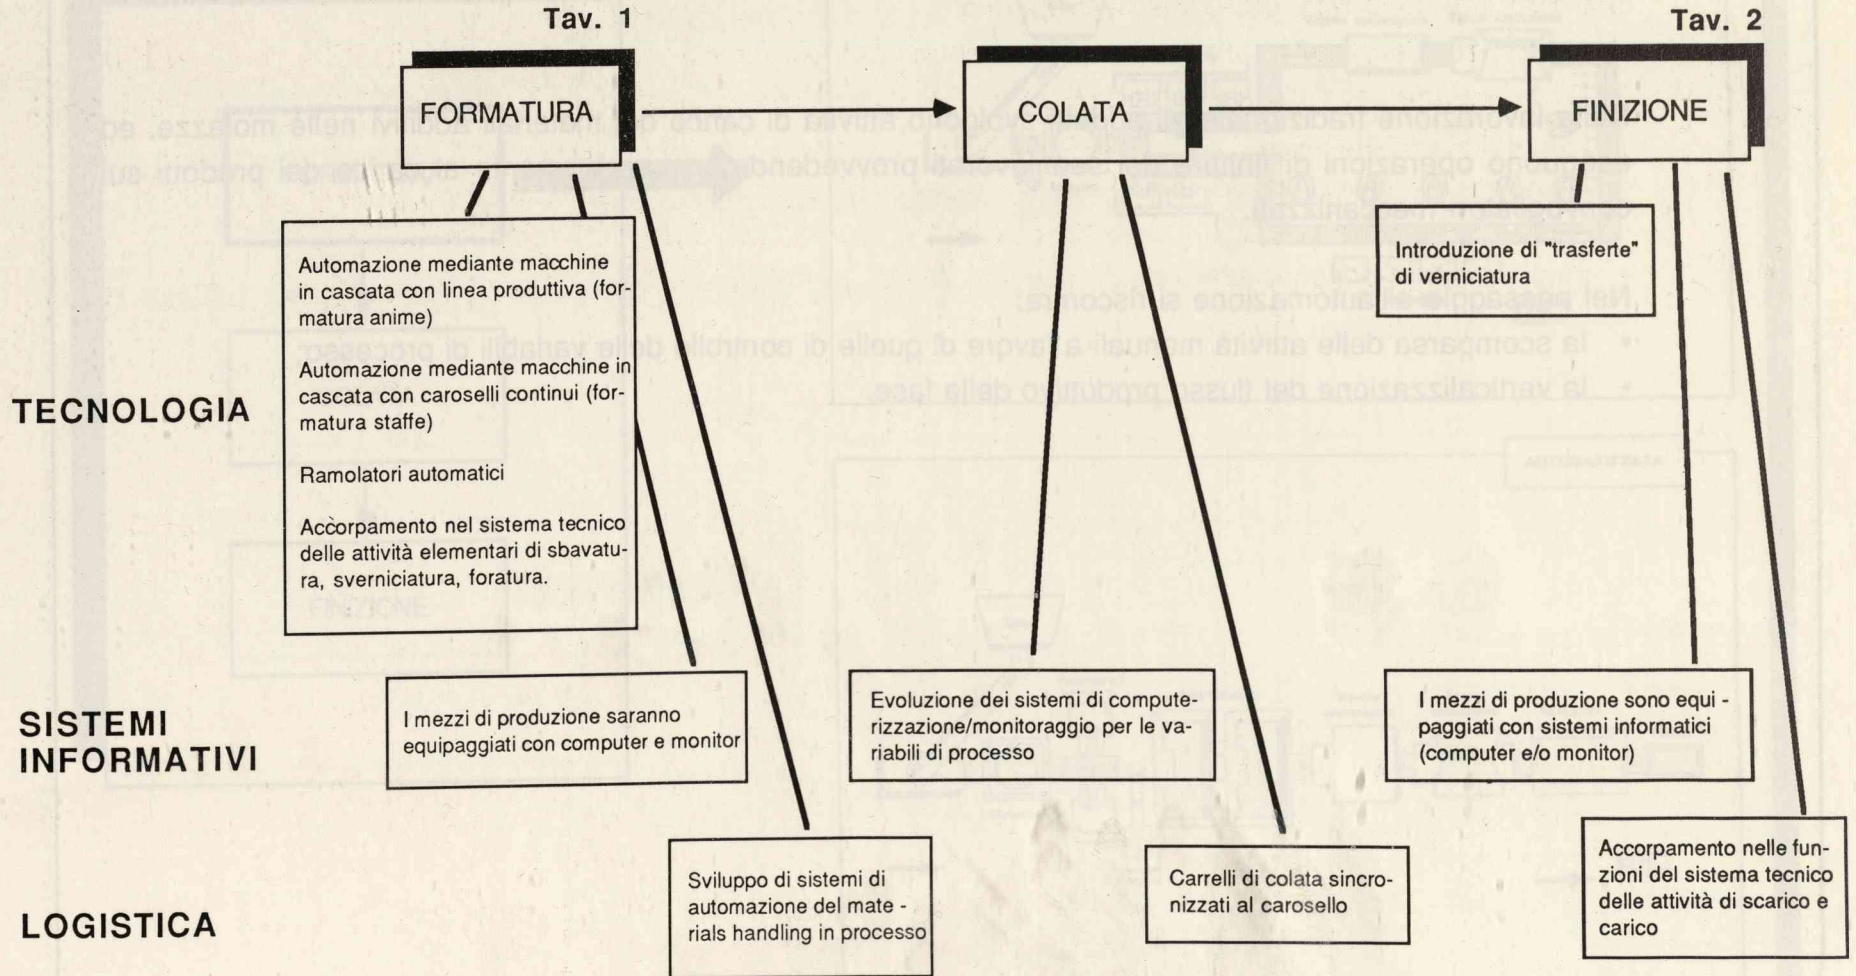 Tav. 1
Tav. 2
FORMATURA
COLATA
FINIZIONE
TECNOLOGIA
Automazione mediante macchine
in cascata con linea produttiva (for-
matura anime)
Automazione mediante macchine in
cascata con caroselli continui (for-
matura staffe)
Ramolatori automatici
Accorpamento nel sistema tecnico
delle attività elementari di sbavatu-
ra, sverniciatura, foratura.
Introduzione di "trasferte"
di verniciatura
SISTEMI
INFORMATIVI
I mezzi di produzione saranno
equipaggiati con computer e monitor
Evoluzione dei sistemi di compute-
rizzazione/monitoraggio per le va-
riabili di processo
I mezzi di produzione sono equi -
paggiati con sistemi informatici
(computer e/o monitor)
LOGISTICA
Sviluppo di sistemi di
automazione del mate -
rials handling in processo
Carrelli di colata sincro-
nizzati al carosello
Accorpamento nelle fun-
zioni del sistema tecnico
delle attività di scarico e
carico